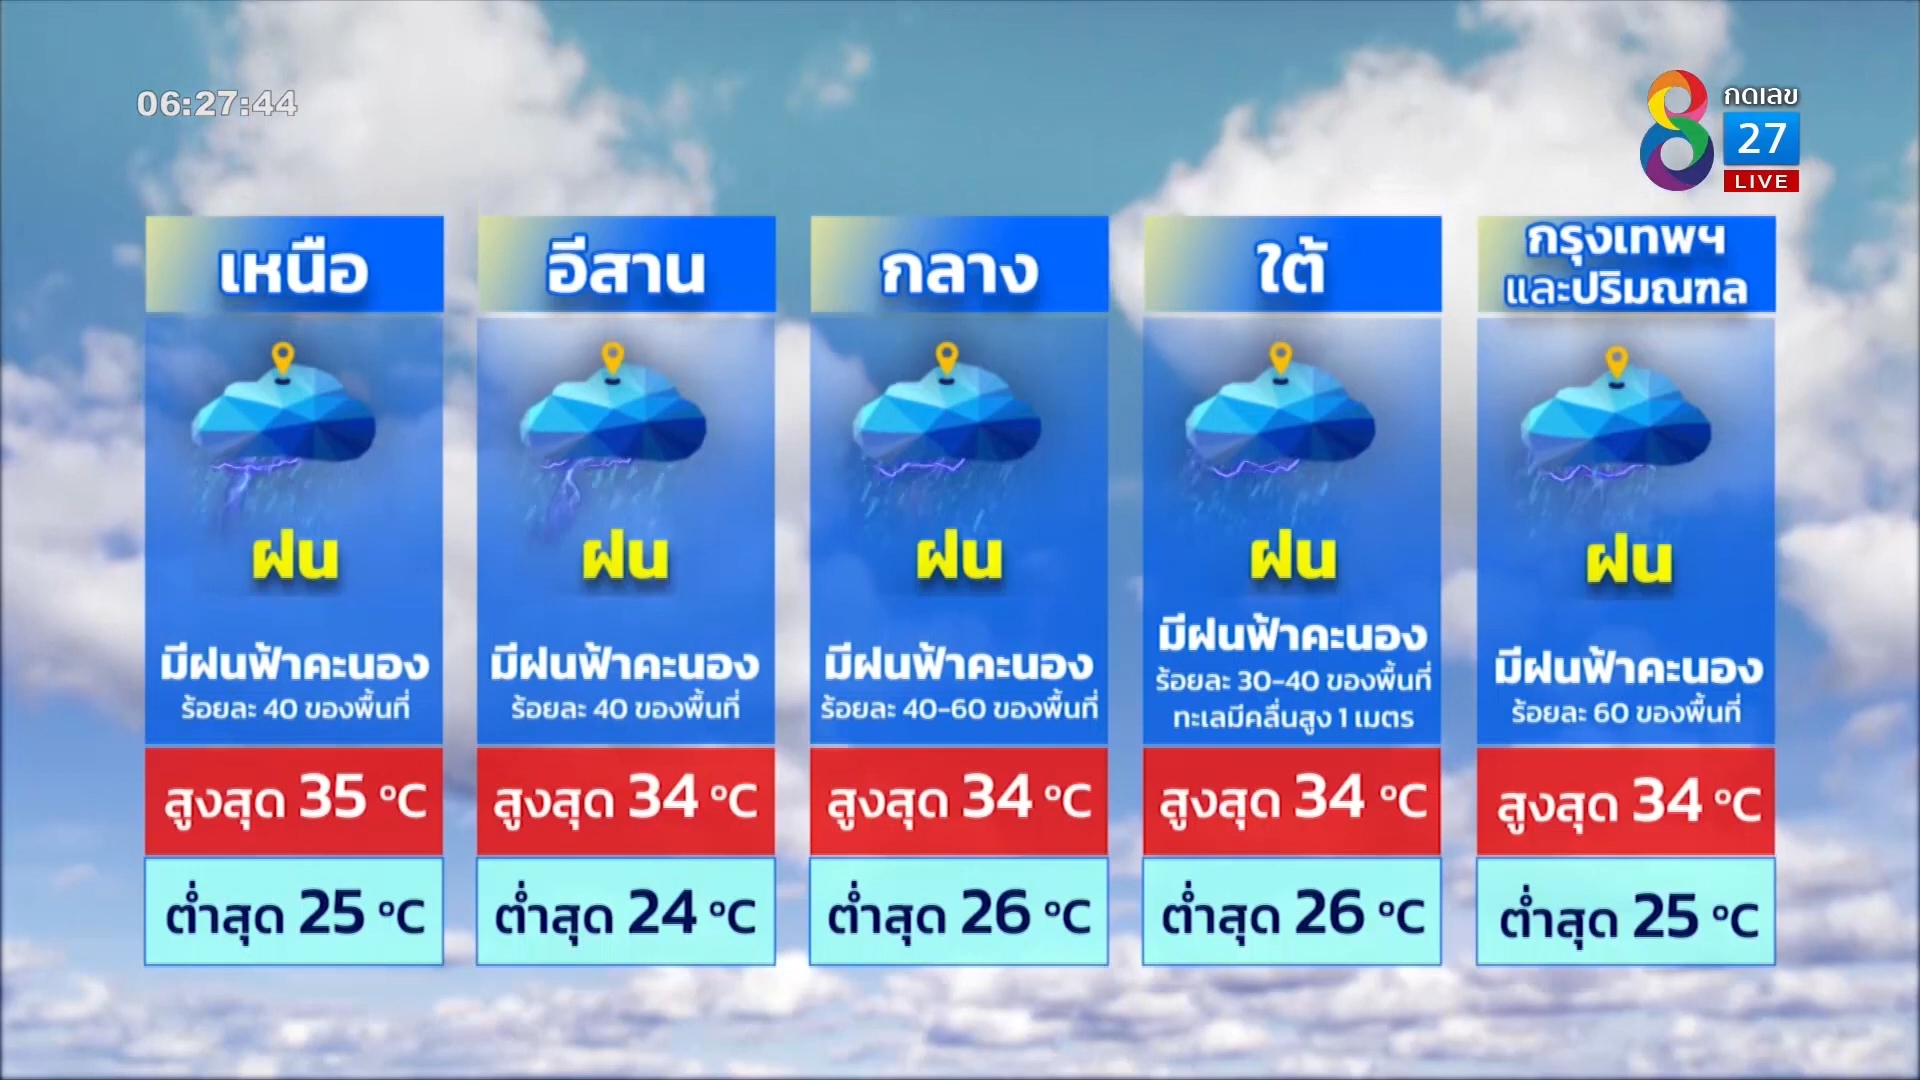 06:27:44
กดเลข
27
LIVE
เหนือ
ฝน
มีฝนฟ้าคะนอง
ร้อยละ 40 ของพื้นที่
สูงสุด 35 °C
ต่ำสุด 25 °C
อีสาน
ฝน
มีฝนฟ้าคะนอง
ร้อยละ 40 ของพื้นที่
สูงสุด 34 °C
ต่ำสุด 24 °C
กลาง
ฝน
มีฝนฟ้าคะนอง
ร้อยละ 40-60 ของพื้นที่
สูงสุด 34 °C
ต่ำสุด 26 °C
ใต้
ฝน
มีฝนฟ้าคะนอง
ร้อยละ 30-40 ของพื้นที่
ทะเลมีคลื่นสูง 1 เมตร
สูงสุด 34 °C
ต่ำสุด 26 °C
กรุงเทพฯ
และปริมณฑล
ฝน
มีฝนฟ้าคะนอง
ร้อยละ 60 ของพื้นที่
สูงสุด 34 °C
ต่ำสุด 25 °C